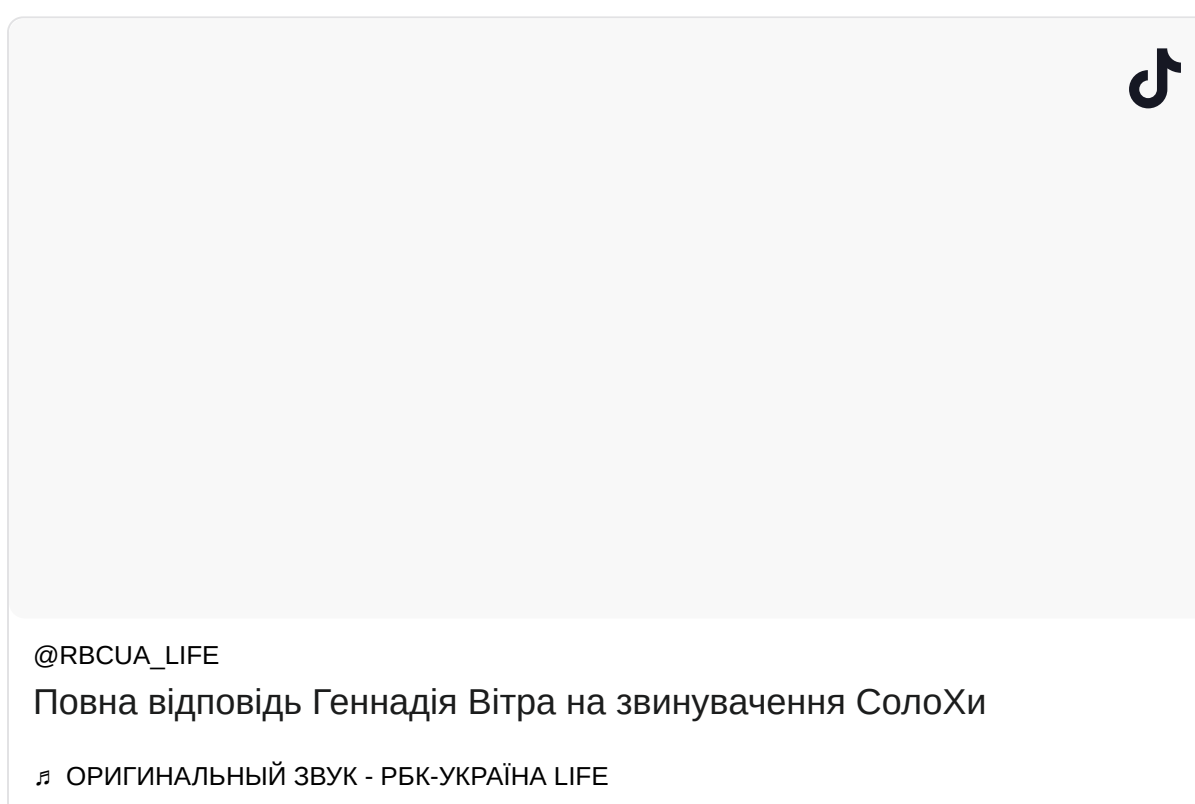 @RBCUA_LIFE
Повна відповідь Геннадія Вітра на звинувачення СолоХи
♬ ОРИГИНАЛЬНЫЙ ЗВУК - РБК-УКРАЇНА LIFE